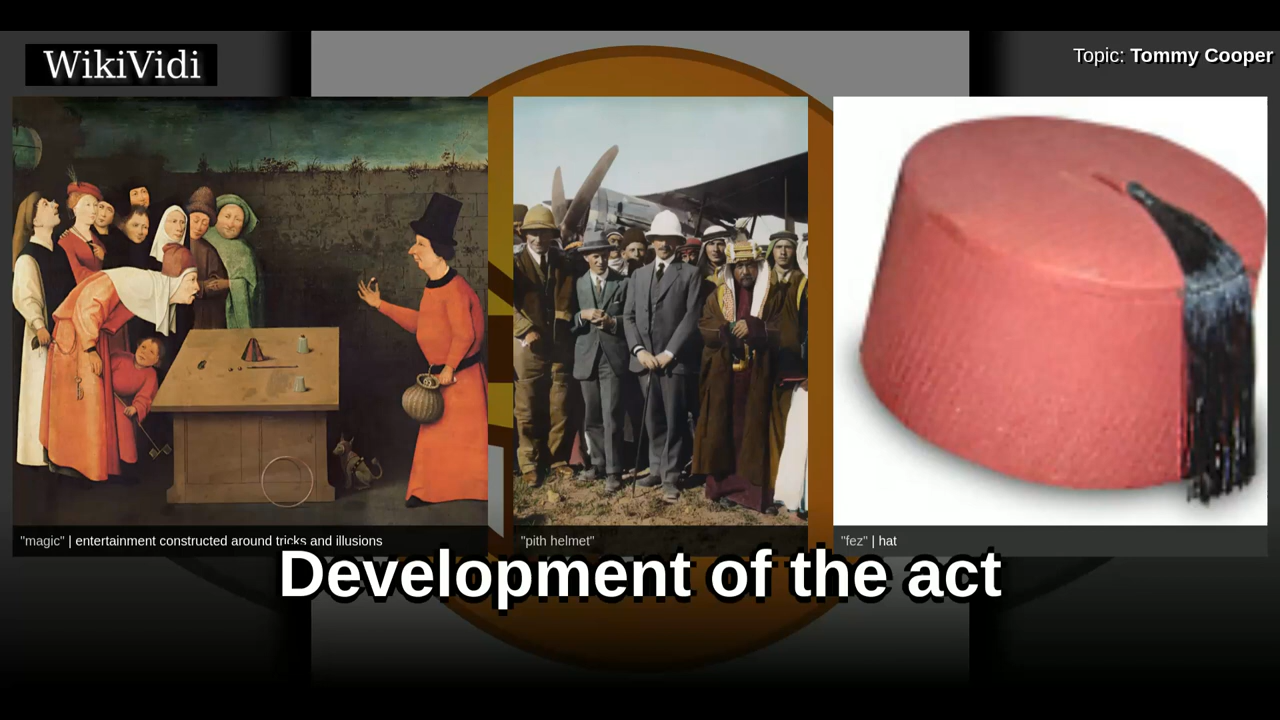 WikiVidi
Topic: Tommy Cooper
"magic" | entertainment constructed around tricks and illusions
"pith helmet"
"fez" | hat
Development of the act